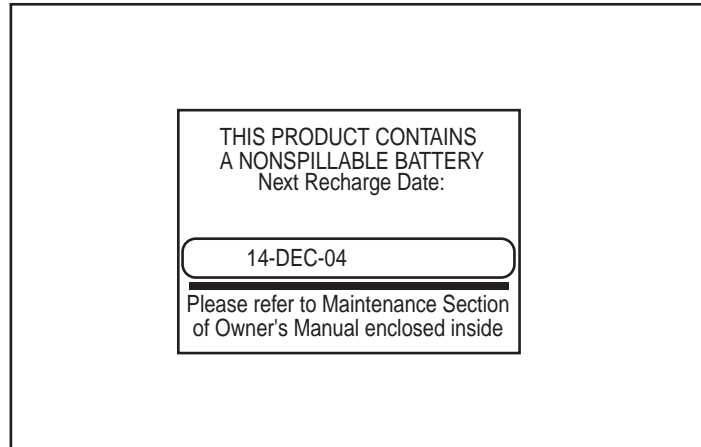 THIS PRODUCT CONTAINS
A NONSPILLABLE BATTERY
Next Recharge Date:
14-DEC-04
Please refer to Maintenance Section
of Owner's Manual enclosed inside